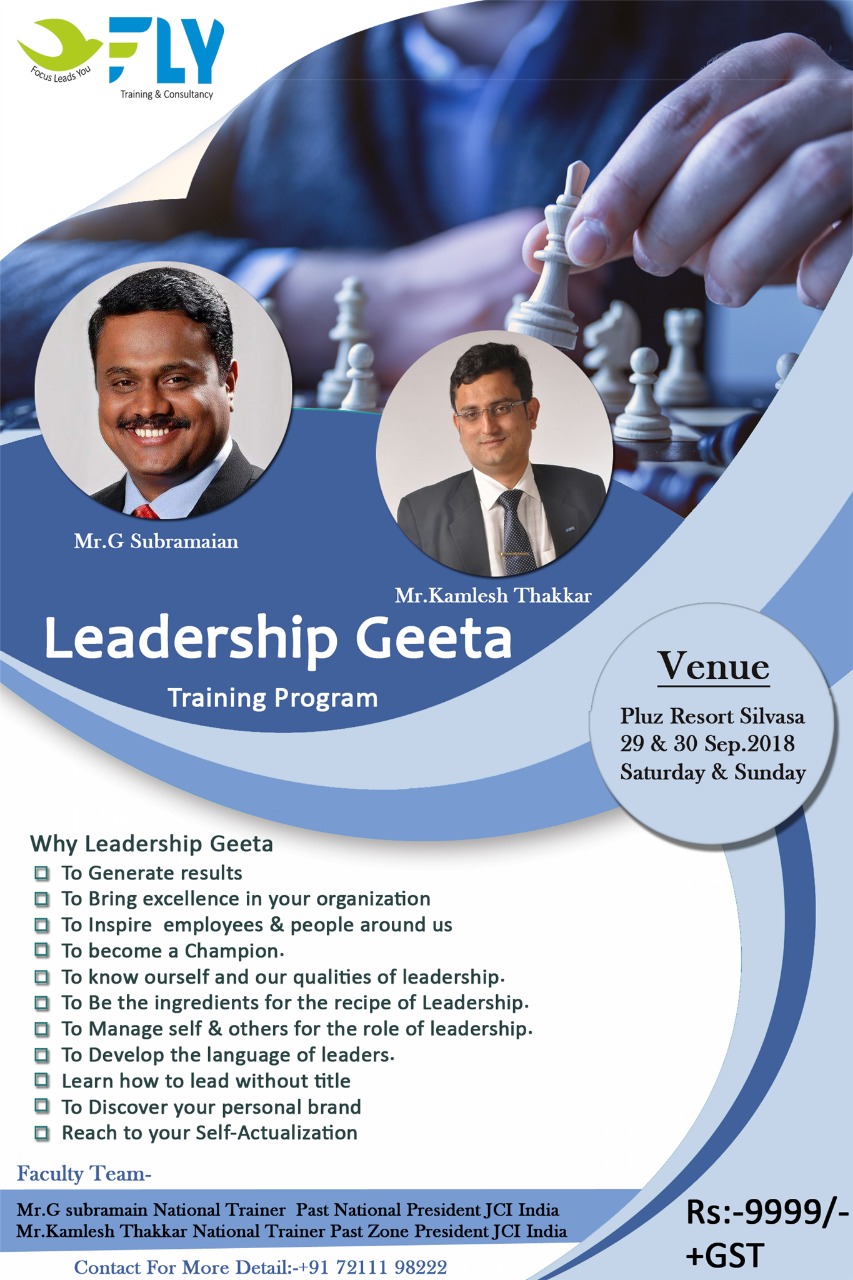 FLY
Focus Leads You
Training & Consultancy
Mr.G Subramaian
Mr.Kamlesh Thakkar
Leadership Geeta
Training Program
Venue
Pluz Resort Silvasa
29 & 30 Sep.2018
Saturday & Sunday
Why Leadership Geeta
To Generate results
To Bring excellence in your organization
To Inspire employees & people around us
To become a Champion.
To know ourself and our qualities of leadership.
To Be the ingredients for the recipe of Leadership.
To Manage self & others for the role of leadership.
To Develop the language of leaders.
Learn how to lead without title
To Discover your personal brand
Reach to your Self-Actualization
Faculty Team-
Mr.G subramain National Trainer Past National President JCI India
Mr.Kamlesh Thakkar National Trainer Past Zone President JCI India
Contact For More Detail:-+91 72111 98222
Rs:-9999/-
+GST